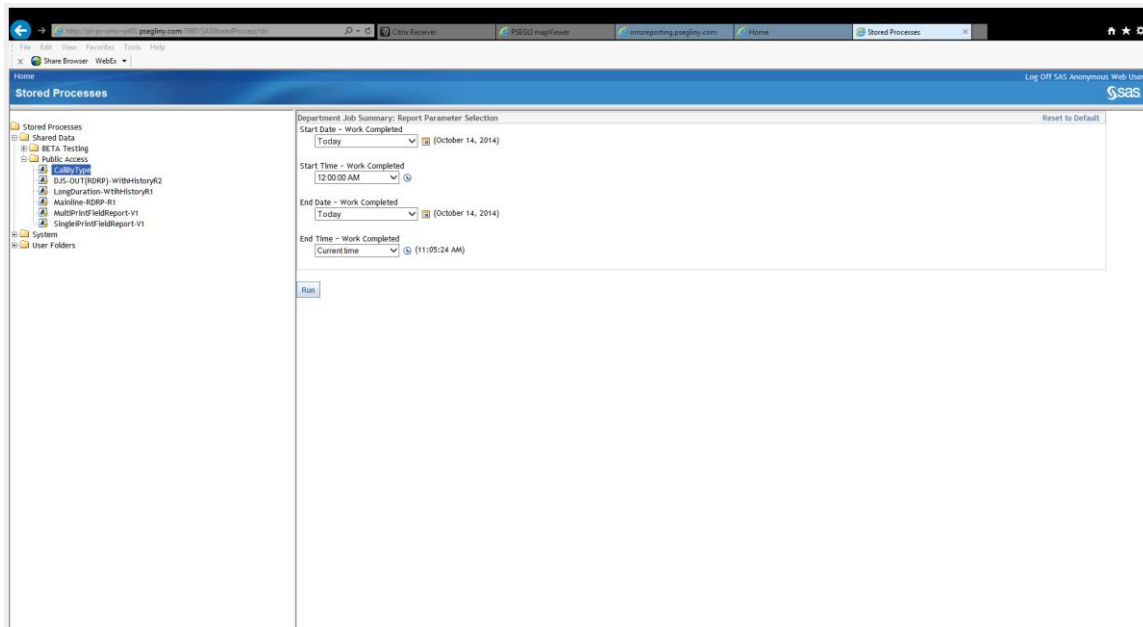 psegliny.com
Citrix Receiver
PSEGLI mapViewer
omsreporting.psegliny.com
Home
Stored Processes
File Edit View Favorites Tools Help
Share Browser WebEx
Home
Log Off SAS Anonymous Web User
Stored Processes
sas
Stored Processes
Shared Data
BETA Testing
Public Access
CallByType
DJS-OUT(RDRP)-WithHistoryR2
LongDuration-WtihHistoryR1
Mainline-RDRP-R1
MultiPrintFieldReport-V1
SinglePrintFieldReport-V1
System
User Folders
Department Job Summary: Report Parameter Selection
Reset to Default
Start Date - Work Completed
Today (October 14, 2014)
Start Time - Work Completed
12:00:00 AM
End Date - Work Completed
Today (October 14, 2014)
End Time - Work Completed
Current time (11:05:24 AM)
Run